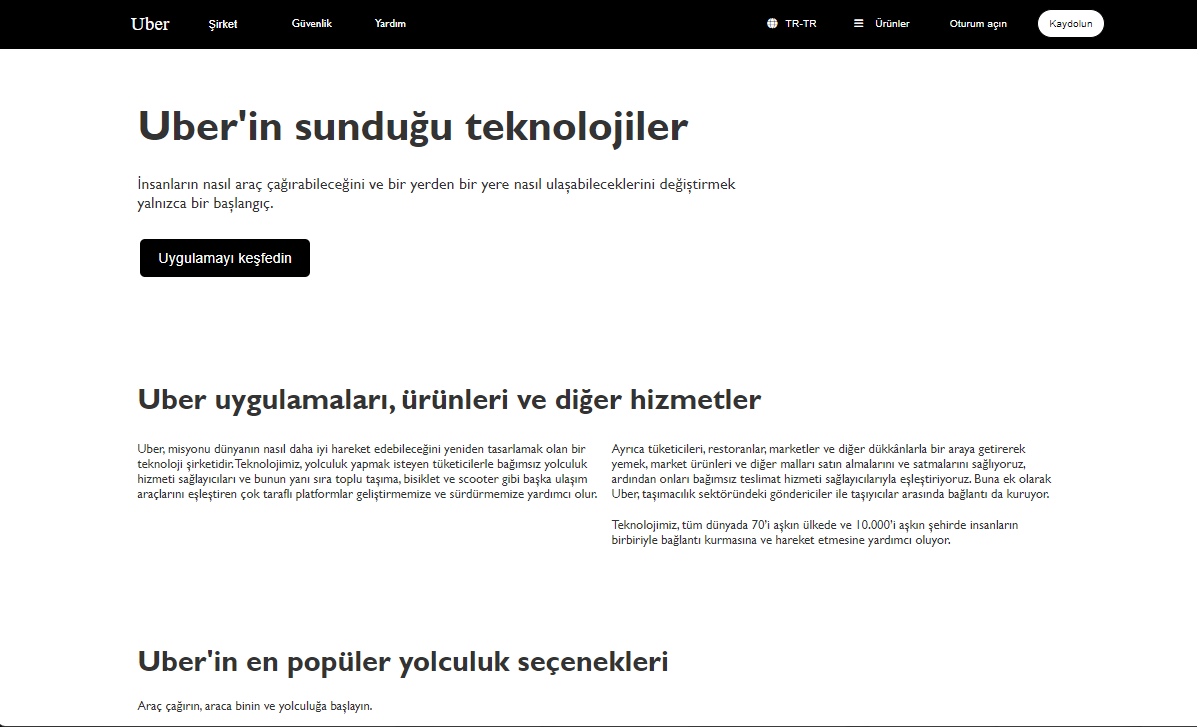 Uber
Şirket
Güvenlik
Yardım
TR-TR
Ürünler
Oturum açın
Kaydolun
Uber'in sunduğu teknolojiler
İnsanların nasıl araç çağırabileceğini ve bir yerden bir yere nasıl ulaşabileceklerini değiştirmek
yalnızca bir başlangıç.
Uygulamayı keşfedin
Uber uygulamaları, ürünleri ve diğer hizmetler
Uber, misyonu dünyanın nasıl daha iyi hareket edebileceğini yeniden tasarlamak olan bir
teknoloji şirketidir. Teknolojimiz, yolculuk yapmak isteyen tüketicilerle bağımsız yolculuk
hizmeti sağlayıcıları ve bunun yanı sıra toplu taşıma, bisiklet ve scooter gibi başka ulaşım
araçlarını eşleştiren çok taraflı platformlar geliştirmemize ve sürdürmemize yardımcı olur.
Ayrıca tüketicileri, restoranlar, marketler ve diğer dükkânlarla bir araya getirerek
yemek, market ürünleri ve diğer malları satın almalarını ve satmalarını sağlıyoruz,
ardından onları bağımsız teslimat hizmeti sağlayıcılarıyla eşleştiriyoruz. Buna ek olarak
Uber, taşımacılık sektöründeki göndericiler ile taşıyıcılar arasında bağlantı da kuruyor.
Teknolojimiz, tüm dünyada 70'i aşkın ülkede ve 10.000'i aşkın şehirde insanların
birbiriyle bağlantı kurmasına ve hareket etmesine yardımcı oluyor.
Uber'in en popüler yolculuk seçenekleri
Araç çağırın, araca binin ve yolculuğa başlayın.